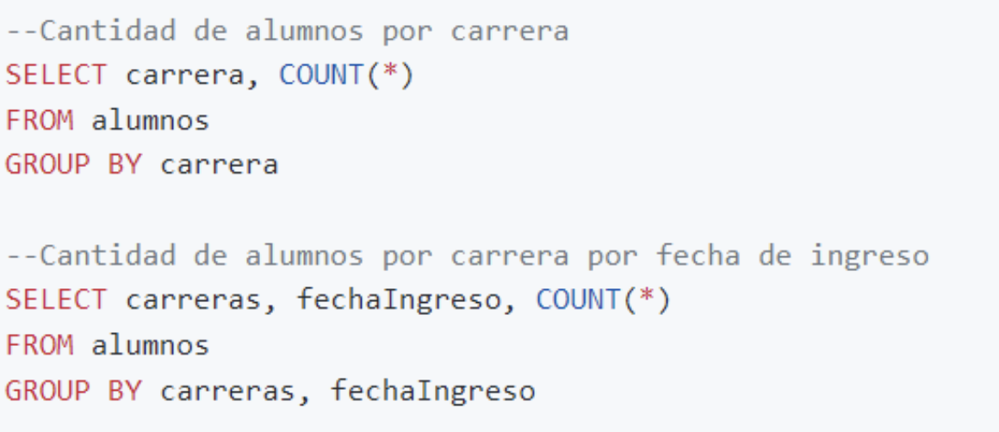 --Cantidad de alumnos por carrera
SELECT carrera, COUNT(*)
FROM alumnos
GROUP BY carrera
--Cantidad de alumnos por carrera por fecha de ingreso
SELECT carreras, fechaIngreso, COUNT(*)
FROM alumnos
GROUP BY carreras, fechaIngreso